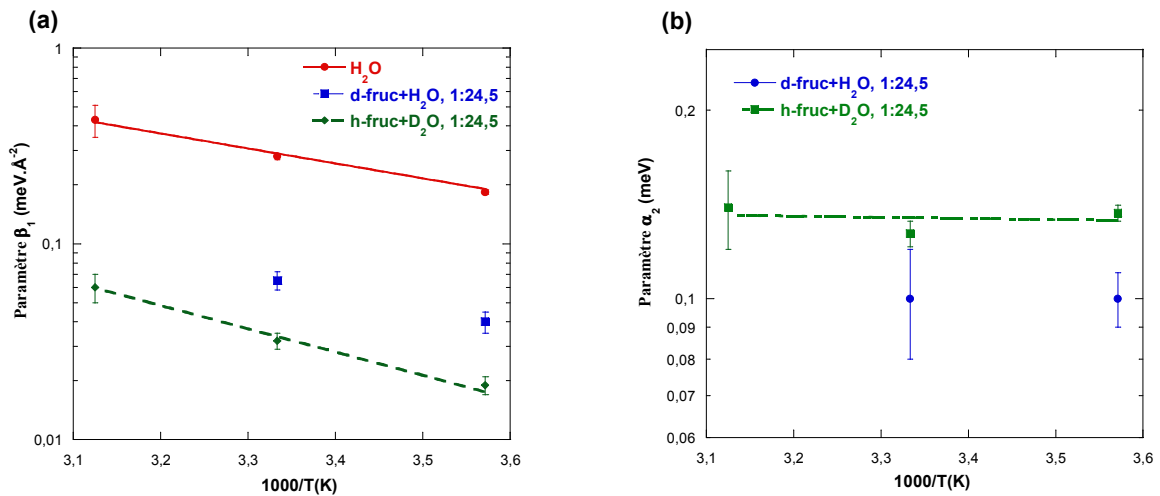 (a)
1
H₂O
d-fruc+H₂O, 1:24,5
h-fruc+D₂O, 1:24,5
Paramètre β₁ (meV.Å⁻²)
0,1
0,01
3,1 3,2 3,3 3,4 3,5 3,6
1000/T(K)
(b)
d-fruc+H₂O, 1:24,5
h-fruc+D₂O, 1:24,5
0,2
Paramètre α₂ (meV)
0,1
0,09
0,08
0,07
0,06
3,1 3,2 3,3 3,4 3,5 3,6
1000/T(K)